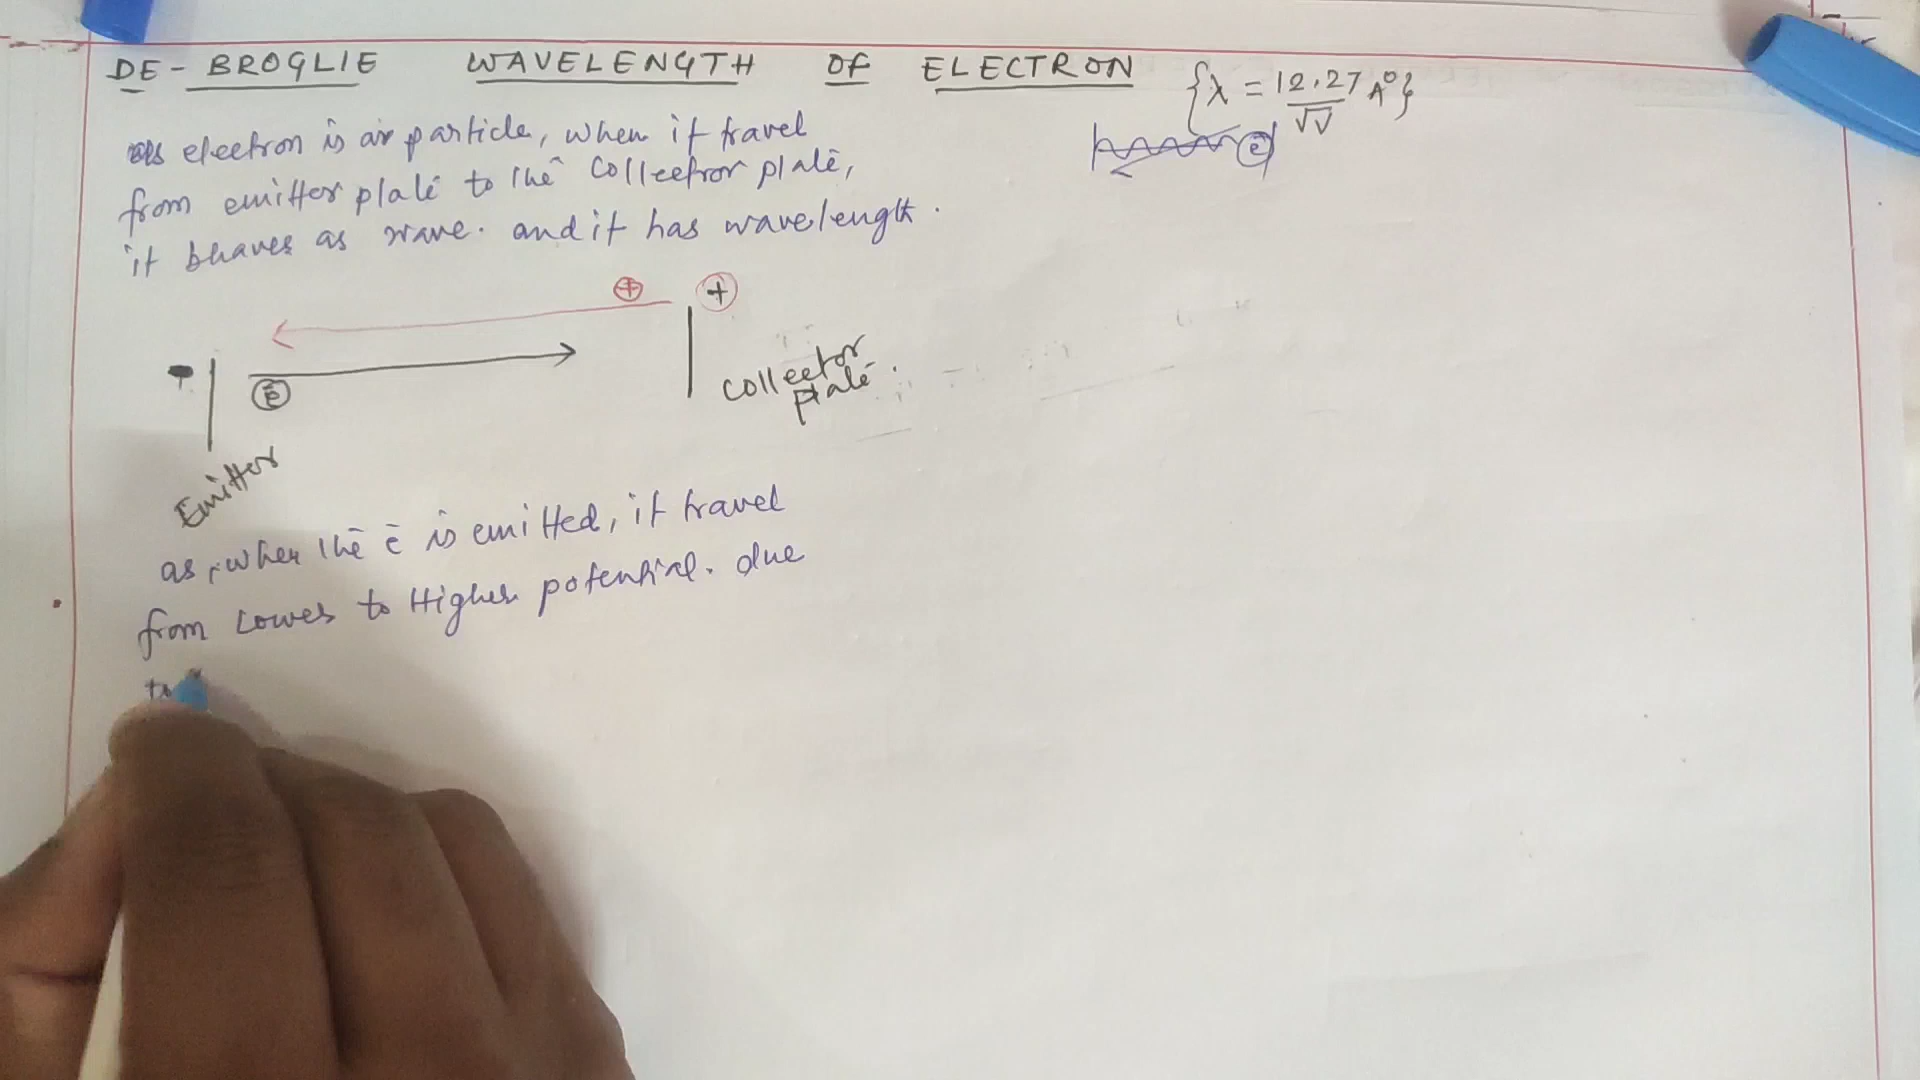 DE-BROGLIE WAVELENGTH OF ELECTRON {λ = 12.27/√V A°}
electron is a particle, when it travel
from emitter plate to the collector plate,
it bhaves as wave. and it has wavelength.
e
+ +
-
ē
collector
plate.
Emitter
as, when the ē is emitted, it travel
from Lower to Higher potential. due
to